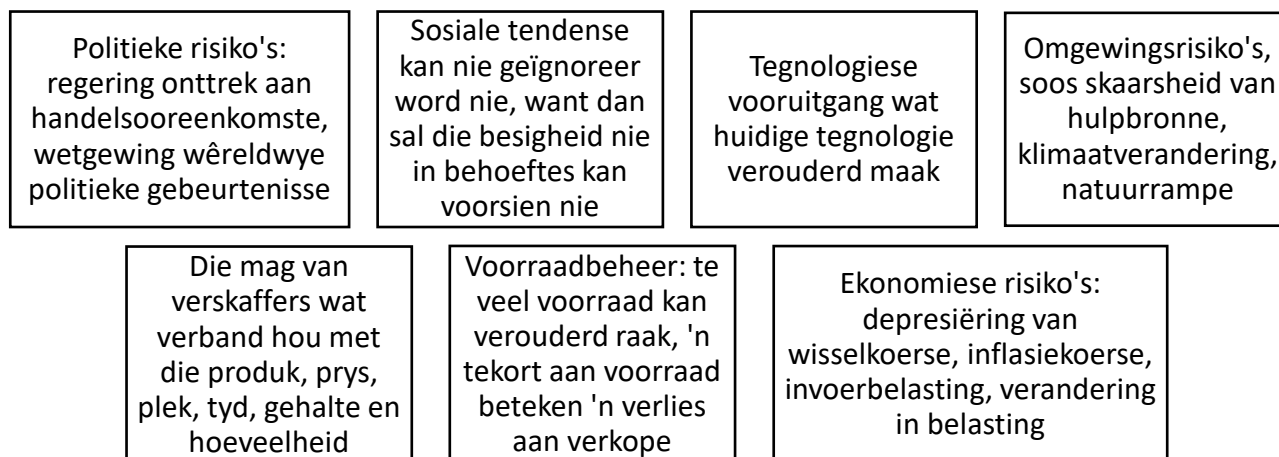 Politieke risiko's:
regering onttrek aan
handelsooreenkomste,
wetgewing wêreldwye
politieke gebeurtenisse
Sosiale tendense
kan nie geïgnoreer
word nie, want dan
sal die besigheid nie
in behoeftes kan
voorsien nie
Tegnologiese
vooruitgang wat
huidige tegnologie
verouderd maak
Omgewingsrisiko's,
soos skaarsheid van
hulpbronne,
klimaatverandering,
natuurrampe
Die mag van
verskaffers wat
verband hou met
die produk, prys,
plek, tyd, gehalte en
hoeveelheid
Voorraadbeheer: te
veel voorraad kan
verouderd raak, 'n
tekort aan voorraad
beteken 'n verlies
aan verkope
Ekonomiese risiko's:
depresiëring van
wisselkoerse, inflasiekoerse,
invoerbelasting, verandering
in belasting